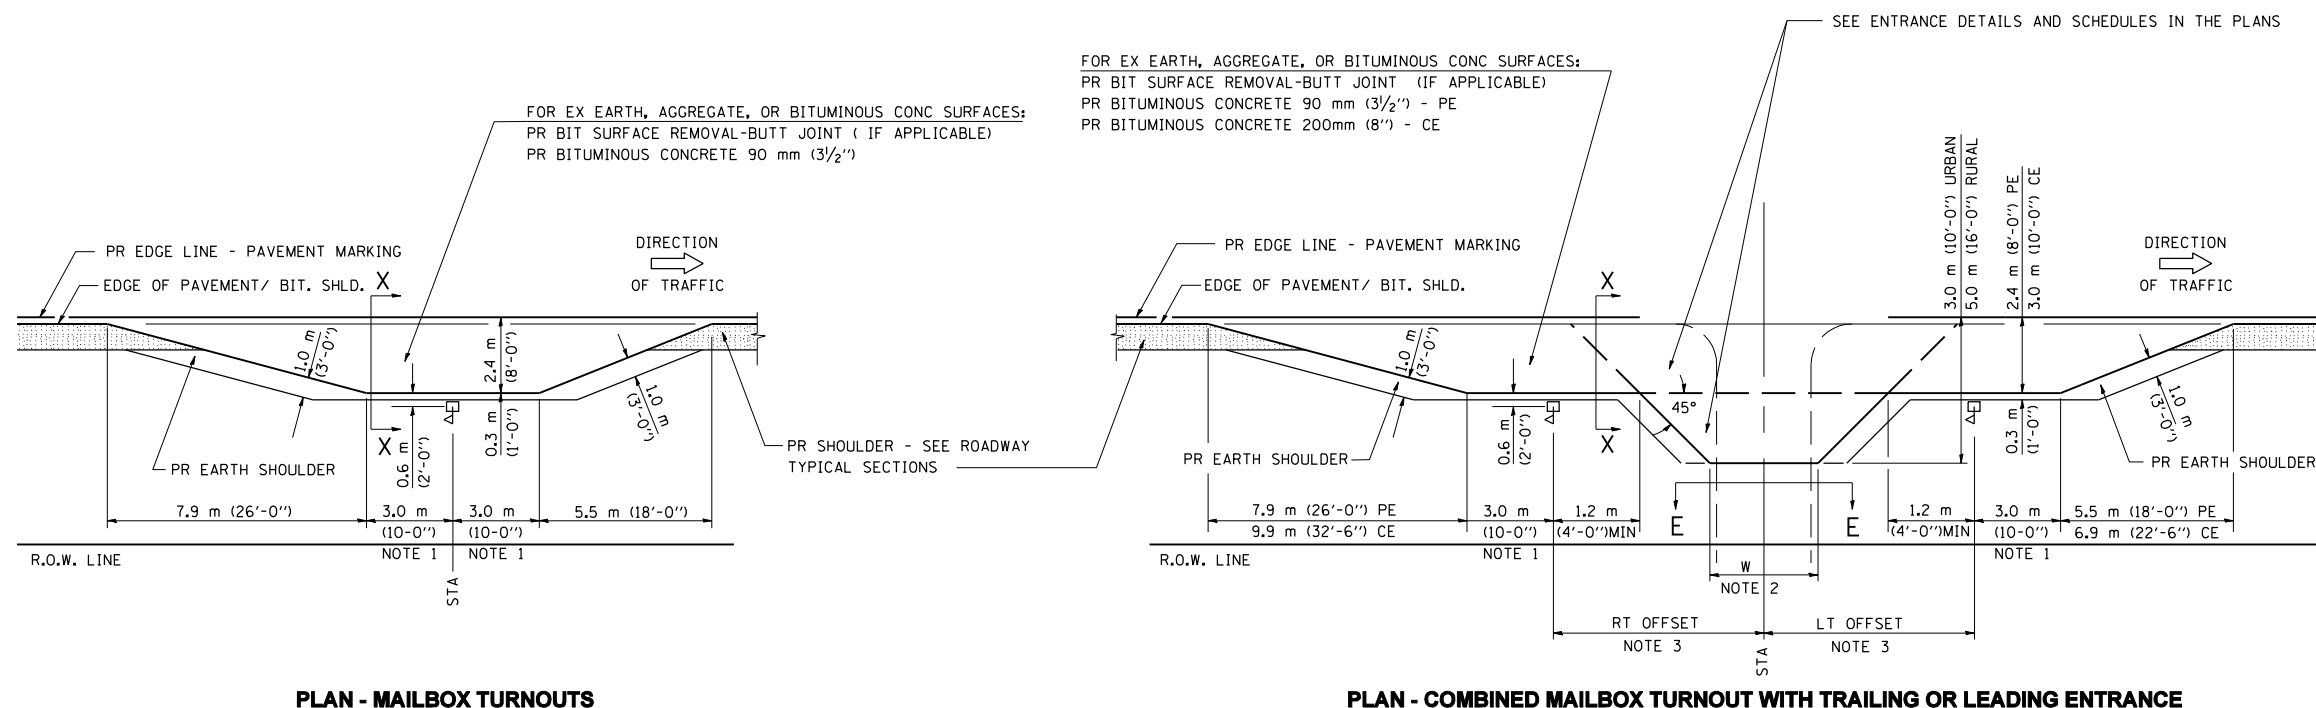 FOR EX EARTH, AGGREGATE, OR BITUMINOUS CONC SURFACES:
PR BIT SURFACE REMOVAL-BUTT JOINT ( IF APPLICABLE)
PR BITUMINOUS CONCRETE 90 mm (3 1/2'')
PR EDGE LINE - PAVEMENT MARKING
EDGE OF PAVEMENT/ BIT. SHLD.
X
DIRECTION
OF TRAFFIC
1.0 m
(3'-0'')
2.4 m
(8'-0'')
1.0 m
(3'-0'')
X
0.6 m
(2'-0'')
0.3 m
(1'-0'')
PR EARTH SHOULDER
PR SHOULDER - SEE ROADWAY
TYPICAL SECTIONS
7.9 m (26'-0'')
3.0 m
(10-0'')
NOTE 1
3.0 m
(10-0'')
NOTE 1
5.5 m (18'-0'')
R.O.W. LINE
STA
PLAN - MAILBOX TURNOUTS
SEE ENTRANCE DETAILS AND SCHEDULES IN THE PLANS
FOR EX EARTH, AGGREGATE, OR BITUMINOUS CONC SURFACES:
PR BIT SURFACE REMOVAL-BUTT JOINT (IF APPLICABLE)
PR BITUMINOUS CONCRETE 90 mm (3 1/2'') - PE
PR BITUMINOUS CONCRETE 200mm (8'') - CE
3.0 m (10'-0'') URBAN
5.0 m (16'-0'') RURAL
2.4 m (8'-0'') PE
3.0 m (10'-0'') CE
PR EDGE LINE - PAVEMENT MARKING
EDGE OF PAVEMENT/ BIT. SHLD.
X
DIRECTION
OF TRAFFIC
1.0 m
(3'-0'')
45°
1.0 m
(3'-0'')
X
0.6 m
(2'-0'')
0.3 m
(1'-0'')
PR EARTH SHOULDER
PR EARTH SHOULDER
7.9 m (26'-0'') PE
9.9 m (32'-6'') CE
3.0 m
(10-0'')
NOTE 1
1.2 m
(4'-0'')MIN
E
E
1.2 m
(4'-0'')MIN
3.0 m
(10-0'')
NOTE 1
5.5 m (18'-0'') PE
6.9 m (22'-6'') CE
R.O.W. LINE
W
NOTE 2
RT OFFSET
NOTE 3
LT OFFSET
NOTE 3
STA
PLAN - COMBINED MAILBOX TURNOUT WITH TRAILING OR LEADING ENTRANCE